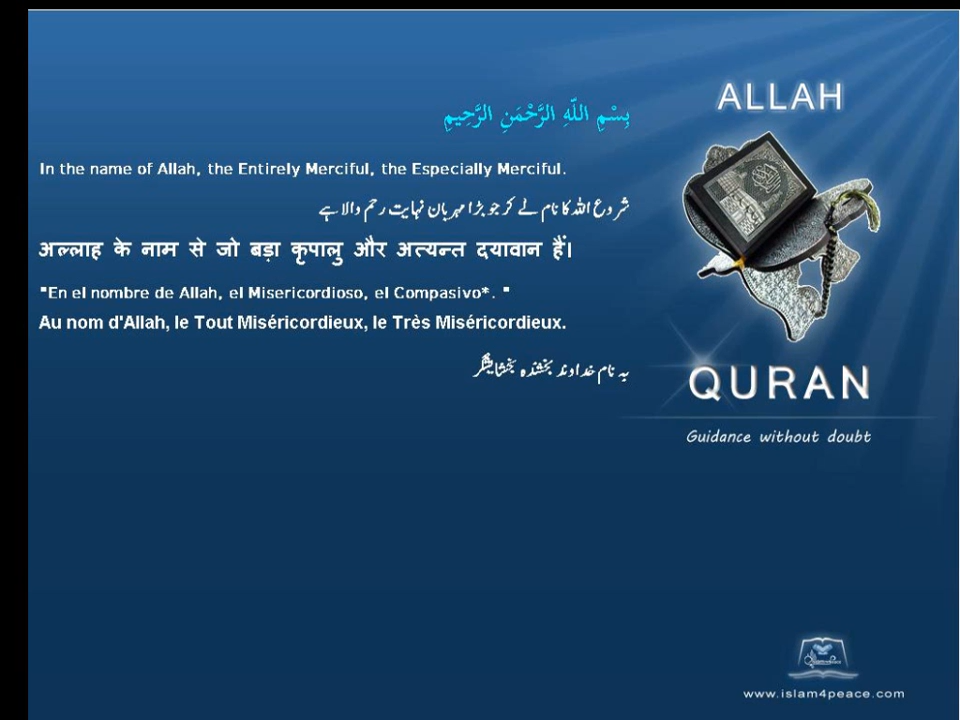 بِسْمِ اللّهِ الرَّحْمَنِ الرَّحِيمِ
In the name of Allah, the Entirely Merciful, the Especially Merciful.
شروع الله کا نام لے کر جو بڑا مہربان نہایت رحم والا ہے
अल्लाह के नाम से जो बड़ा कृपालु और अत्यन्त दयावान हैं।
"En el nombre de Allah, el Misericordioso, el Compasivo*. "
Au nom d'Allah, le Tout Miséricordieux, le Très Miséricordieux.
به نام خداوند بخشنده بخشایشگر
ALLAH
QURAN
Guidance without doubt
www.islam4peace.com